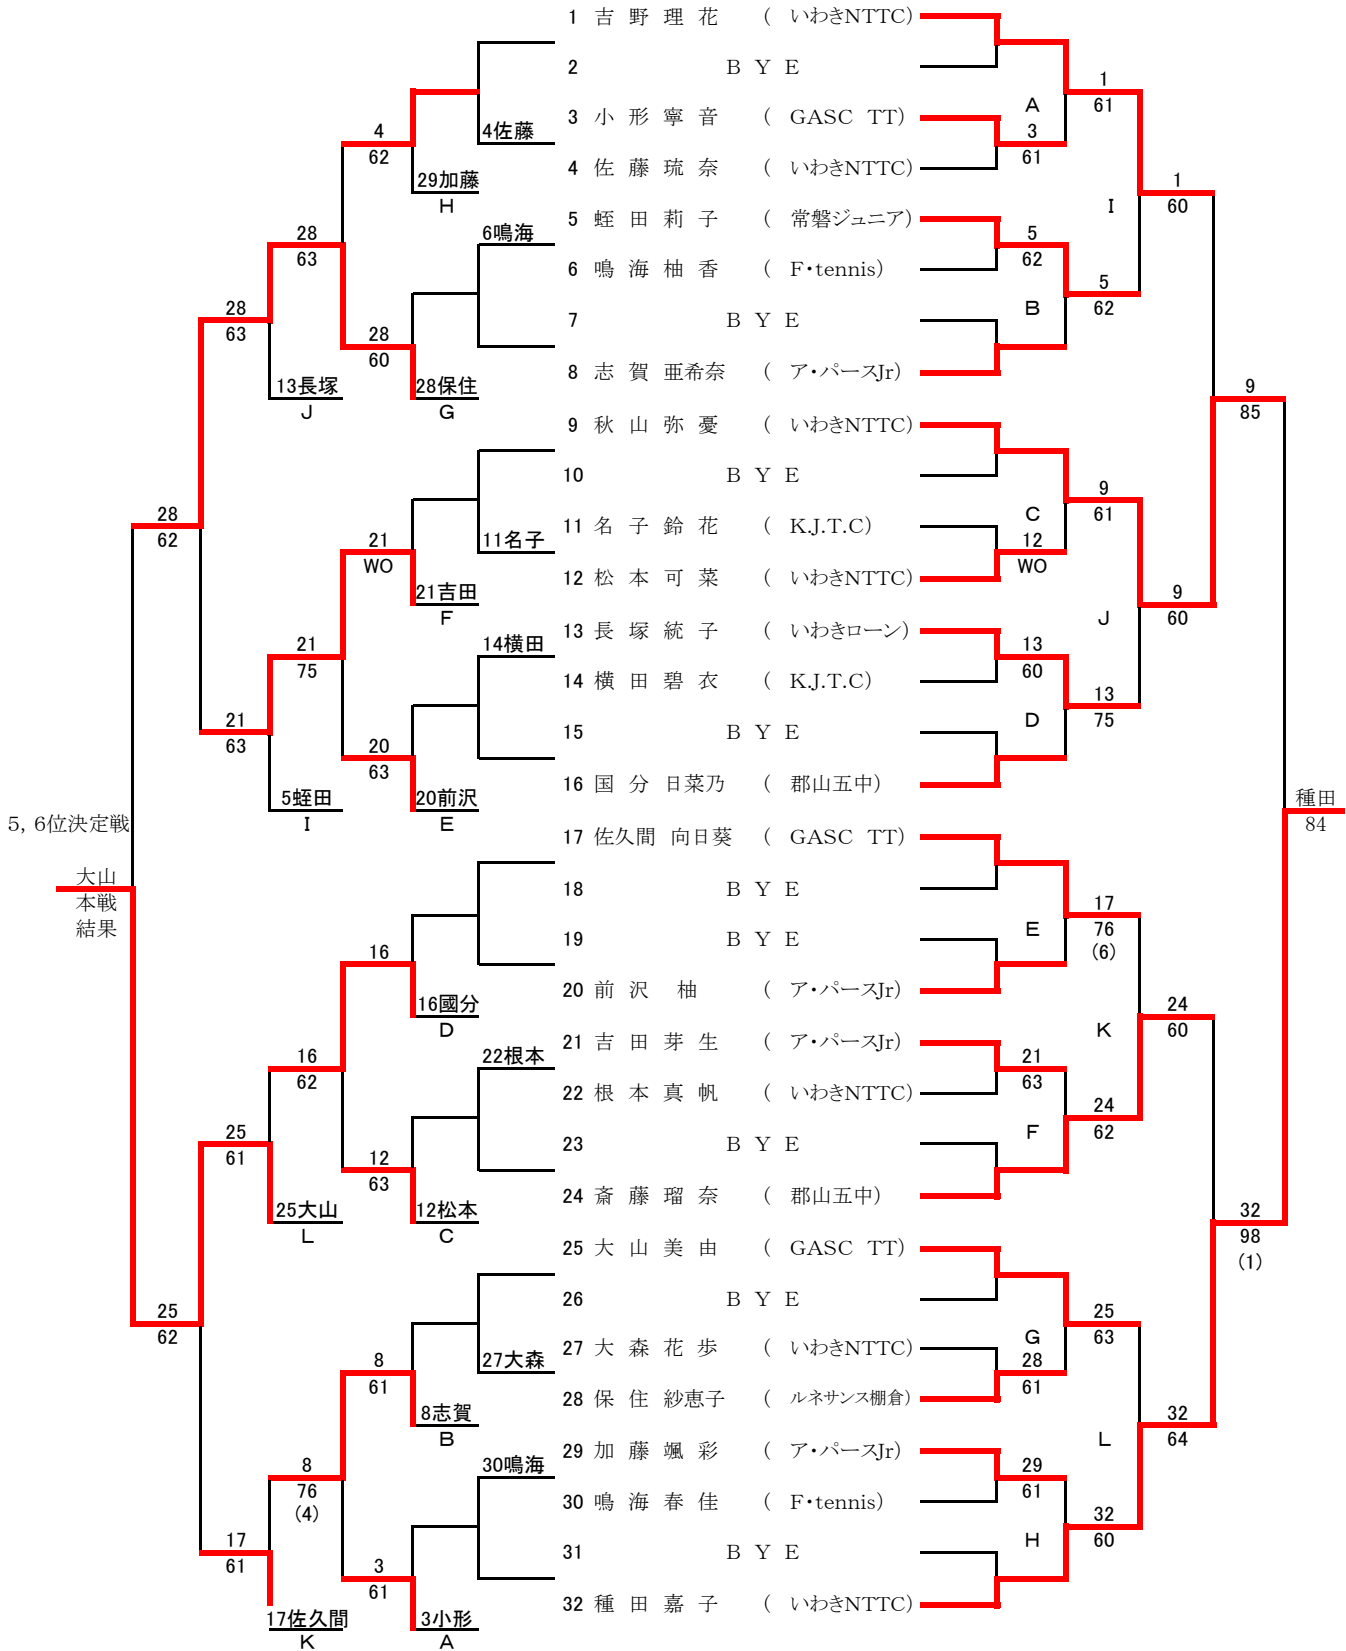 1 吉 野 理 花 ( いわきNTTC)
2 B Y E
3 小 形 寧 音 ( GASC TT)
4 佐 藤 琉 奈 ( いわきNTTC)
5 蛭 田 莉 子 ( 常磐ジュニア)
6 鳴 海 柚 香 ( F・tennis)
7 B Y E
8 志 賀 亜希奈 ( ア・パースJr)
9 秋 山 弥 憂 ( いわきNTTC)
10 B Y E
11 名 子 鈴 花 ( K.J.T.C)
12 松 本 可 菜 ( いわきNTTC)
13 長 塚 統 子 ( いわきローン)
14 横 田 碧 衣 ( K.J.T.C)
15 B Y E
16 国 分 日菜乃 ( 郡山五中)
17 佐久間 向日葵 ( GASC TT)
18 B Y E
19 B Y E
20 前 沢 柚 ( ア・パースJr)
21 吉 田 芽 生 ( ア・パースJr)
22 根 本 真 帆 ( いわきNTTC)
23 B Y E
24 斎 藤 瑠 奈 ( 郡山五中)
25 大 山 美 由 ( GASC TT)
26 B Y E
27 大 森 花 歩 ( いわきNTTC)
28 保 住 紗恵子 ( ルネサンス棚倉)
29 加 藤 颯 彩 ( ア・パースJr)
30 鳴 海 春 佳 ( F・tennis)
31 B Y E
32 種 田 嘉 子 ( いわきNTTC)
4佐藤
4
62
29加藤
H
6鳴海
28
63
28
60
28保住
G
28
63
13長塚
J
11名子
21
WO
21吉田
F
14横田
21
75
20
63
20前沢
E
21
63
5蛭田
I
28
62
5, 6位決定戦
大山
本戦
結果
16
16國分
D
22根本
16
62
12
63
12松本
C
25
61
25大山
L
25
62
27大森
8
61
8志賀
B
30鳴海
8
76
(4)
3
61
3小形
A
17
61
17佐久間
K
A
3
61
1
61
5
62
B
5
62
I
1
60
C
12
WO
9
61
13
60
D
13
75
J
9
60
9
85
E
17
76
(6)
21
63
F
24
62
K
24
60
G
28
61
25
63
29
61
H
32
60
L
32
64
32
98
(1)
種田
84